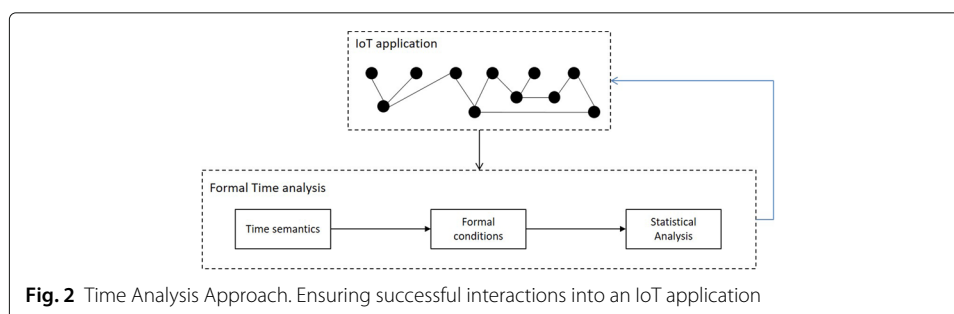 IoT application
Formal Time analysis
Time semantics
Formal
conditions
Statistical
Analysis
Fig. 2 Time Analysis Approach. Ensuring successful interactions into an IoT application